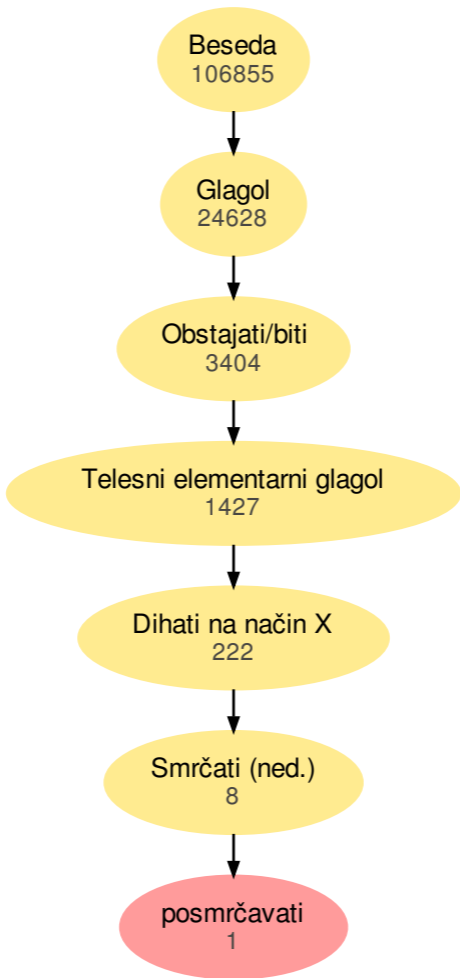 Beseda
106855
Glagol
24628
Obstajati/biti
3404
Telesni elementarni glagol
1427
Dihati na način X
222
Smrčati (ned.)
8
posmrčavati
1